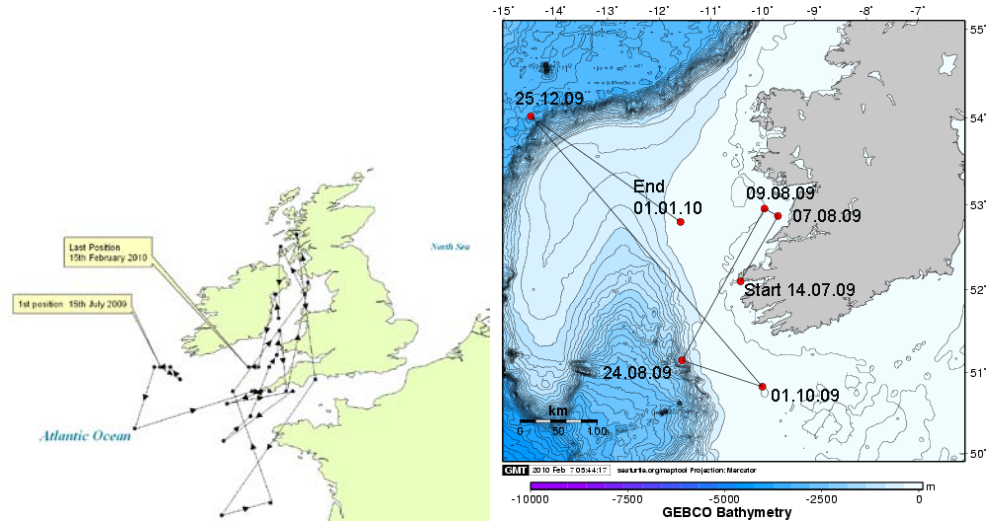 North Sea
Last Position
15th February 2010
1st position 15th July 2009
Atlantic Ocean
-15° -14° -13° -12° -11° -10° -9° -8° -7°
55°
54°
53°
52°
51°
50°
25.12.09
End
01.01.10
09.08.09
07.08.09
Start 14.07.09
24.08.09
01.10.09
km
0 50 100
GMT 2010 Feb 7 08:44:17 seaturtle.org/maptool Projection: Mercator
-10000 -7500 -5000 -2500 0 m
GEBCO Bathymetry